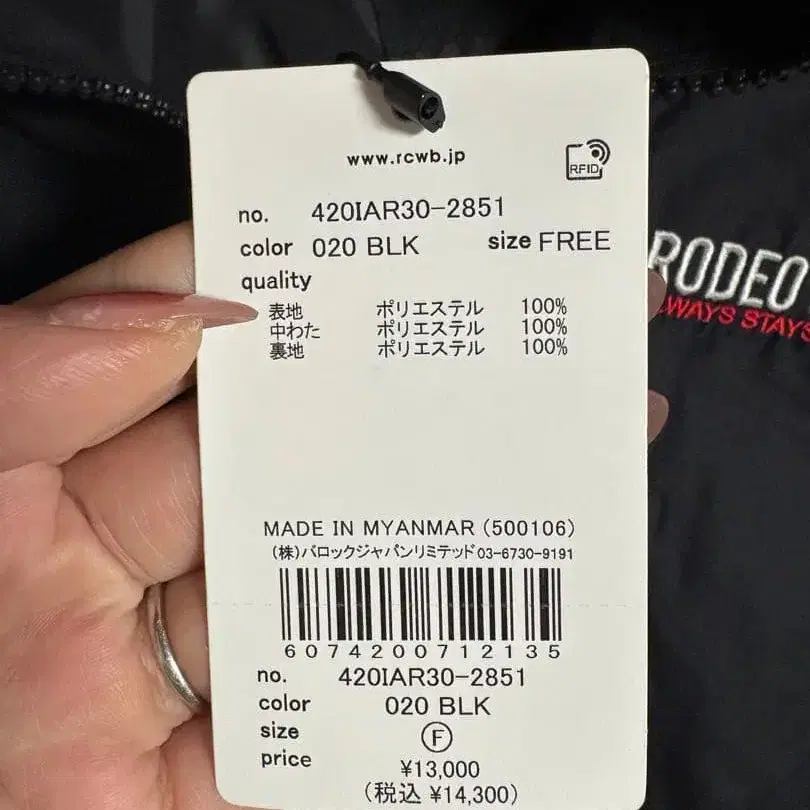 www.rcwb.jp
RFID
no. 420IAR30-2851
color 020 BLK size FREE
quality
表地 ポリエステル 100%
中わた ポリエステル 100%
裏地 ポリエステル 100%
RODEO
WAYS STAYS
MADE IN MYANMAR (500106)
(株)バロックジャパンリミテッド03-6730-9191
6074200712135
no. 420IAR30-2851
color 020 BLK
size F
price ¥13,000
(税込 ¥14,300)